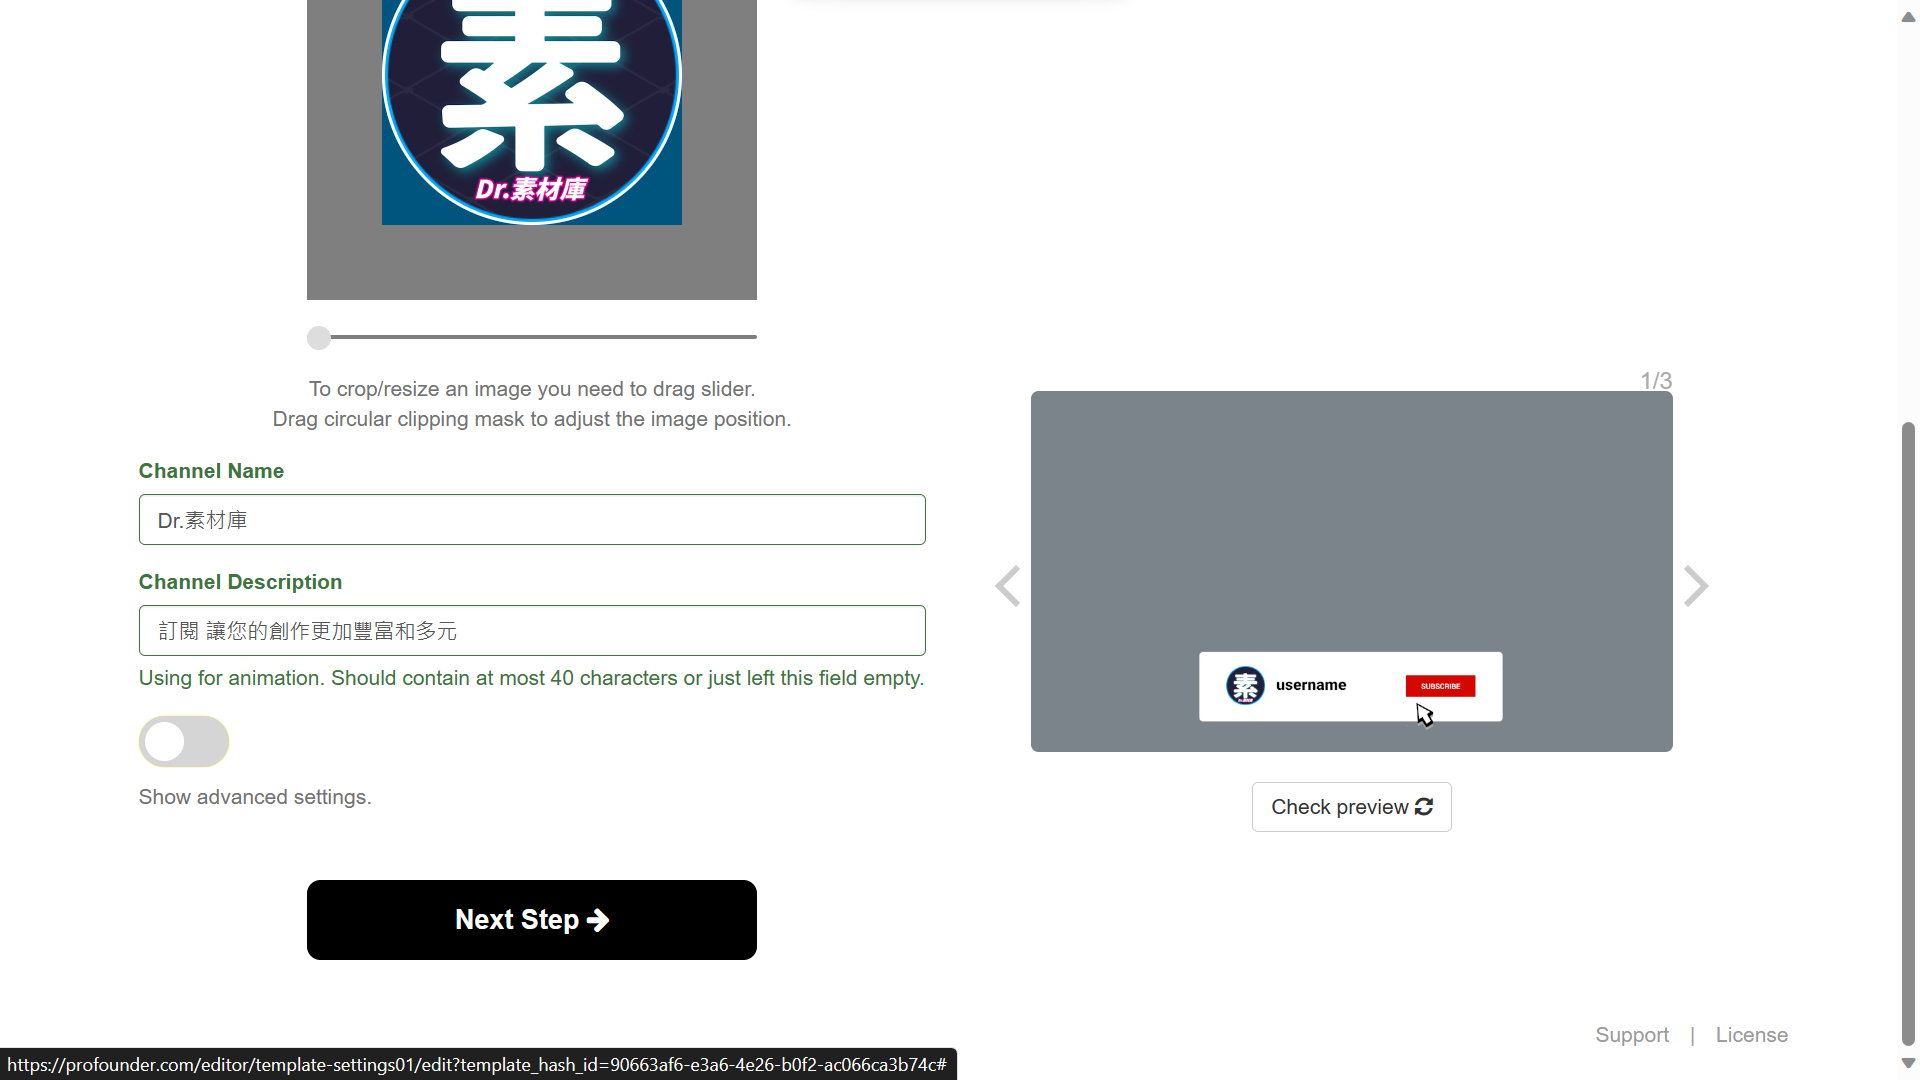 素
Dr.素材庫
To crop/resize an image you need to drag slider.
Drag circular clipping mask to adjust the image position.
Channel Name
Dr.素材庫
Channel Description
訂閱 讓您的創作更加豐富和多元
Using for animation. Should contain at most 40 characters or just left this field empty.
Show advanced settings.
Next Step
1/3
素
username
SUBSCRIBE
Check preview
Support | License
https://profounder.com/editor/template-settings01/edit?template_hash_id=90663af6-e3a6-4e26-b0f2-ac066ca3b74c#